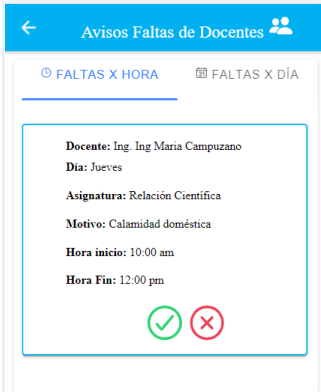 Avisos Faltas de Docentes
FALTAS X HORA
FALTAS X DÍA
Docente: Ing. Ing Maria Campuzano
Día: Jueves
Asignatura: Relación Científica
Motivo: Calamidad doméstica
Hora inicio: 10:00 am
Hora Fin: 12:00 pm